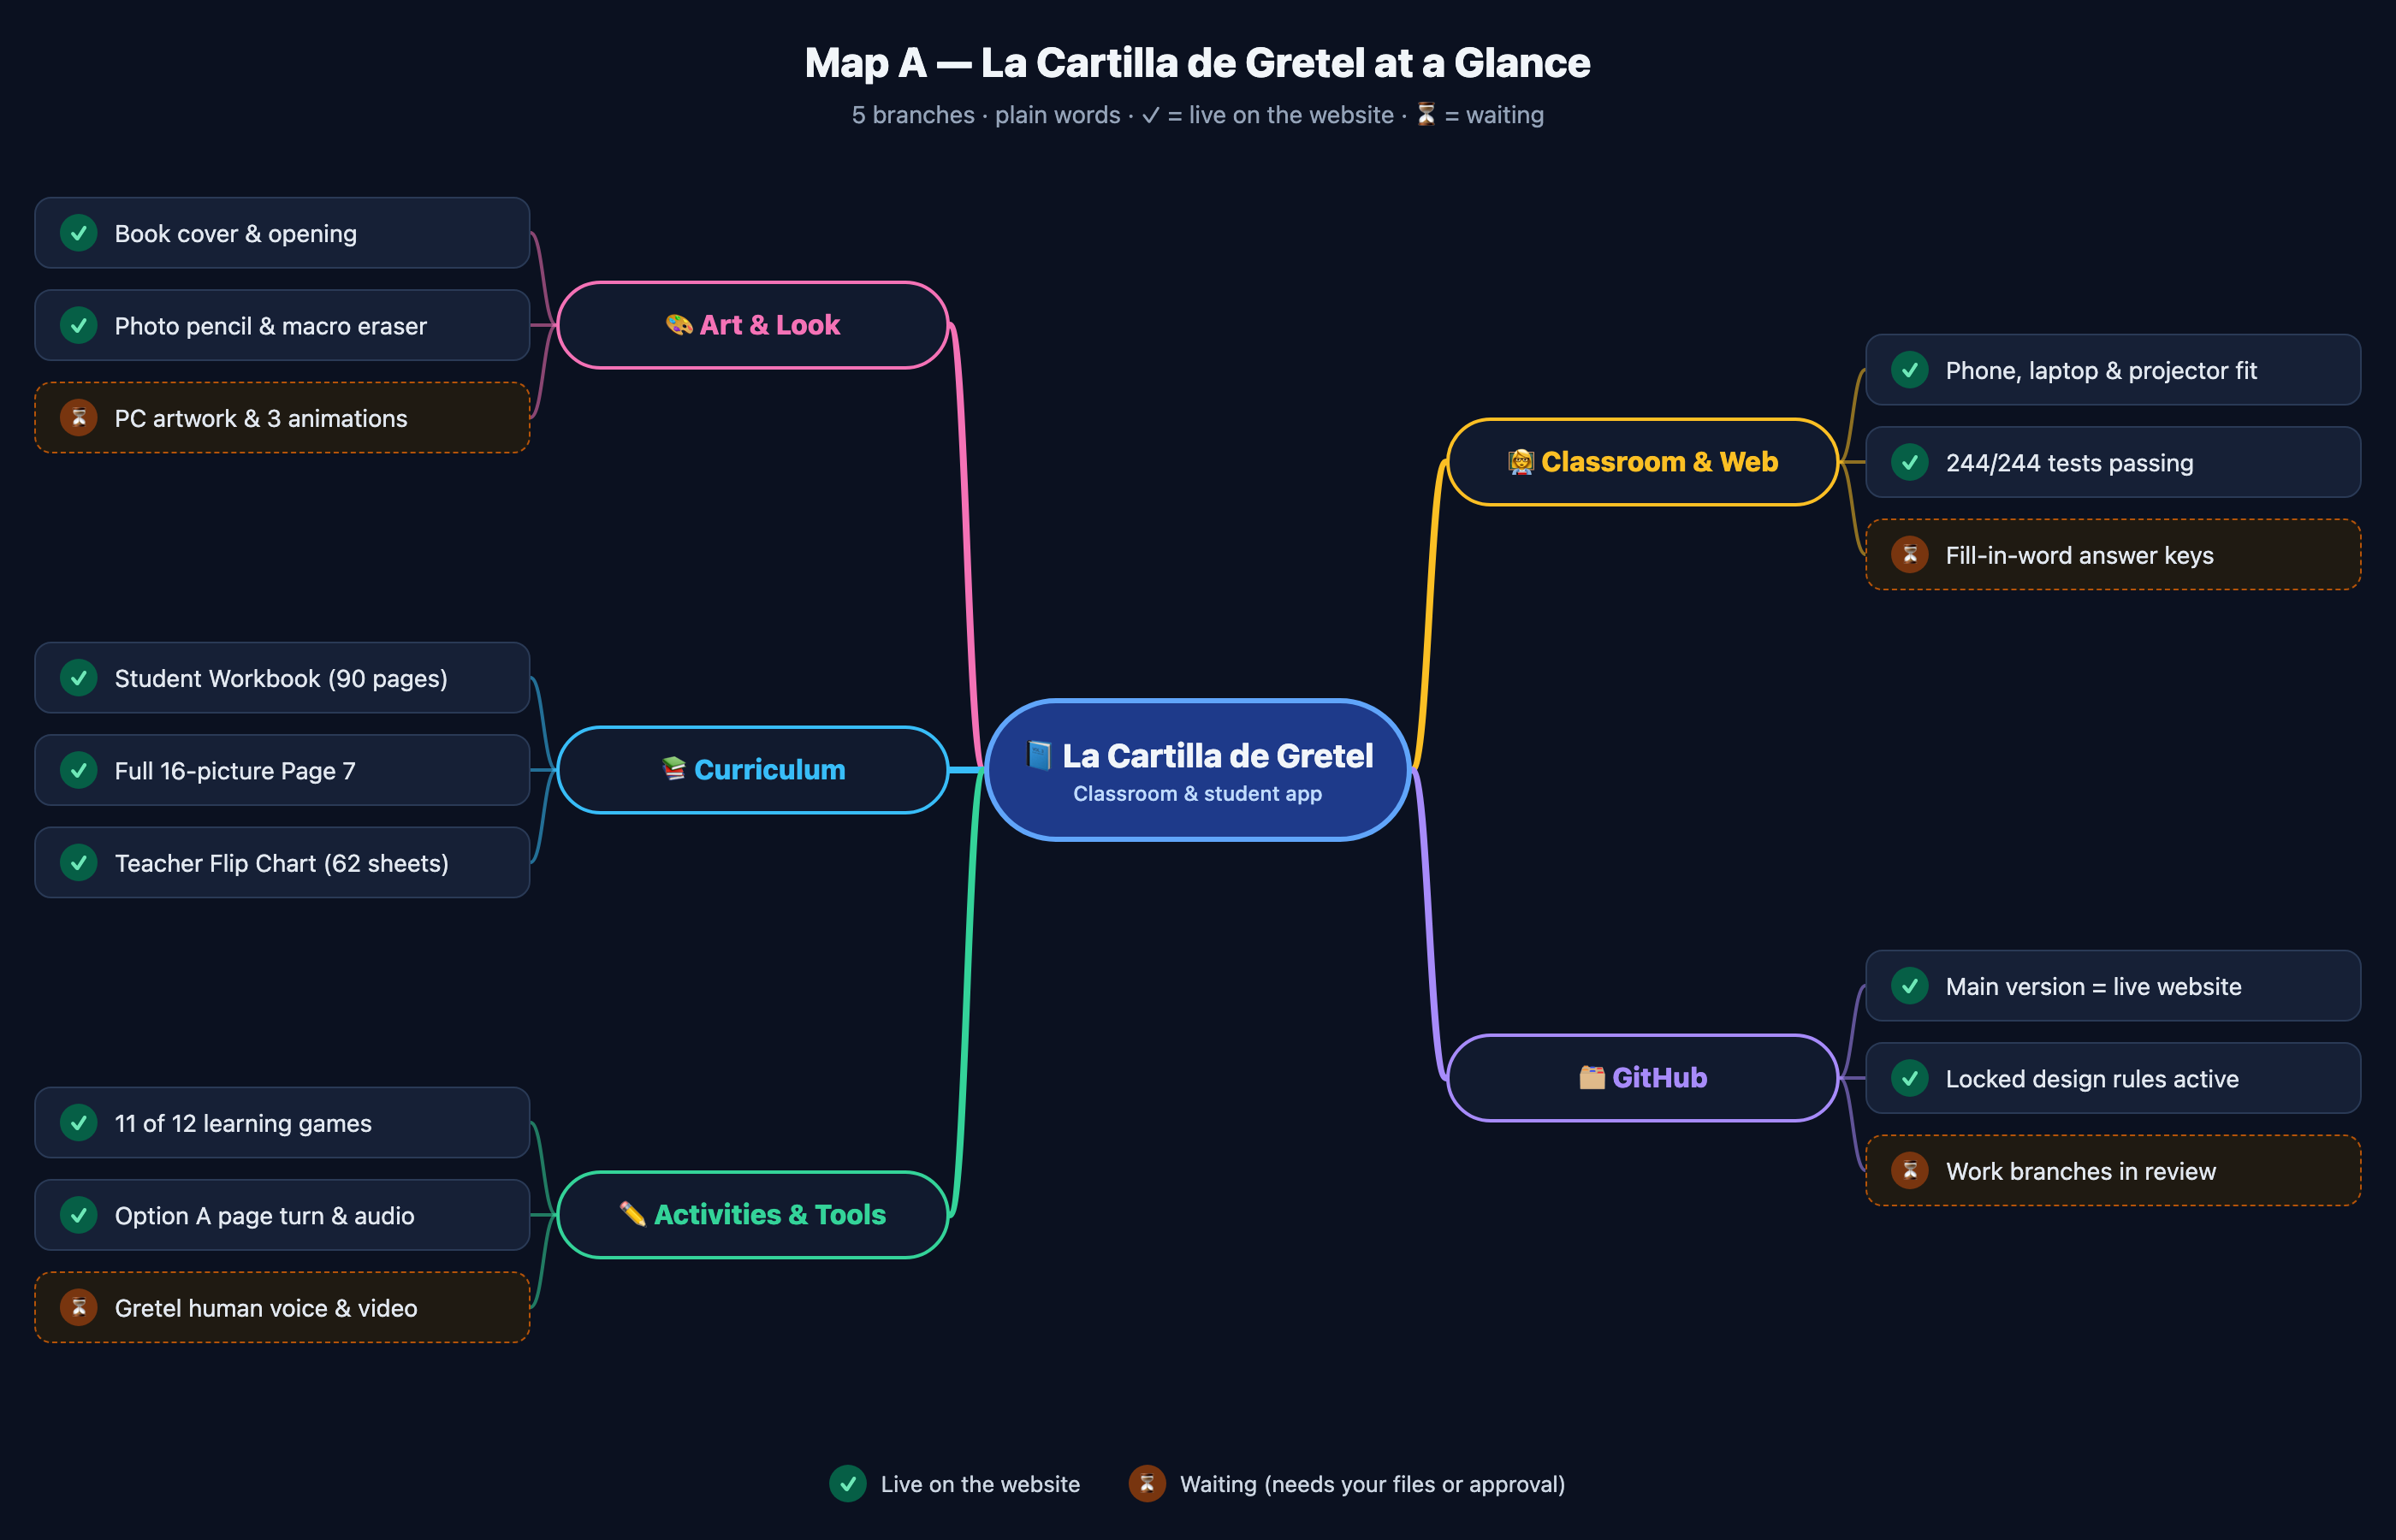 Map A — La Cartilla de Gretel at a Glance
5 branches · plain words · ✓ = live on the website · ⏳ = waiting
Book cover & opening
Photo pencil & macro eraser
PC artwork & 3 animations
🎨 Art & Look
Student Workbook (90 pages)
Full 16-picture Page 7
Teacher Flip Chart (62 sheets)
📚 Curriculum
11 of 12 learning games
Option A page turn & audio
Gretel human voice & video
✏️ Activities & Tools
📘 La Cartilla de Gretel
Classroom & student app
👩‍🏫 Classroom & Web
Phone, laptop & projector fit
244/244 tests passing
Fill-in-word answer keys
🗂️ GitHub
Main version = live website
Locked design rules active
Work branches in review
Live on the website
Waiting (needs your files or approval)